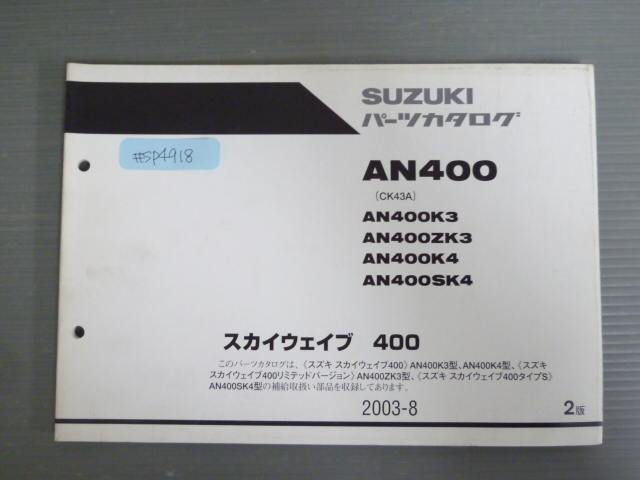 SUZUKI
パーツカタログ
#SP4918
AN400
(CK43A)
AN400K3
AN400ZK3
AN400K4
AN400SK4
スカイウェイブ 400
このパーツカタログは、《スズキ スカイウェイブ400》AN400K3型、AN400K4型、《スズキ
スカイウェイブ400リミテッドバージョン》AN400ZK3型、《スズキ スカイウェイブ400タイプS》
AN400SK4型の補給取扱い部品を収録してあります。
2003-8
2版